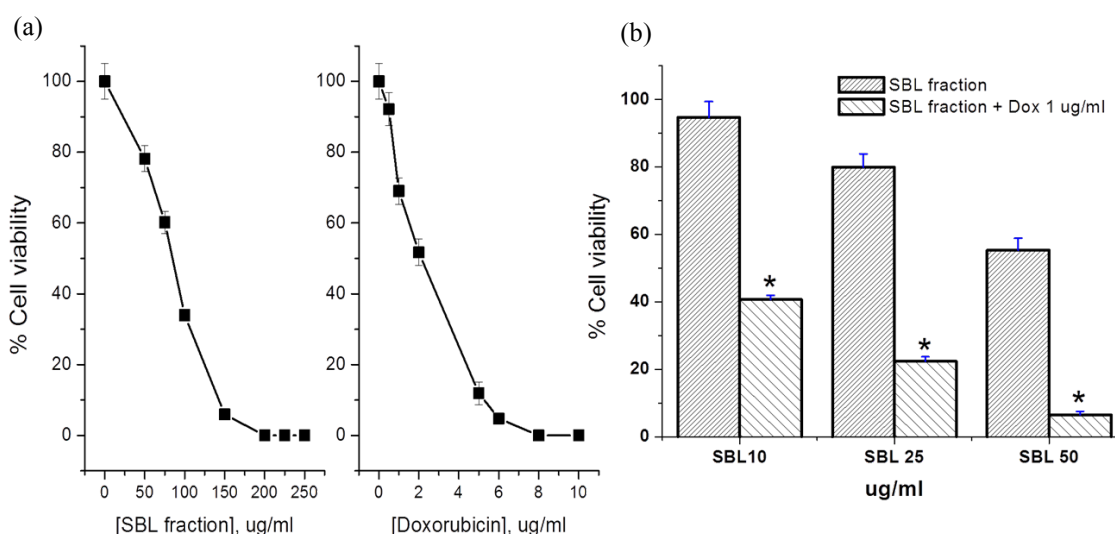 (a)
100
80
60
40
20
0
% Cell viability
0 50 100 150 200 250
[SBL fraction], ug/ml
100
80
60
40
20
0
% Cell viability
0 2 4 6 8 10
[Doxorubicin], ug/ml
(b)
SBL fraction
SBL fraction + Dox 1 ug/ml
100
80
60
40
20
0
% Cell viability
*
*
*
SBL10 SBL 25 SBL 50
ug/ml